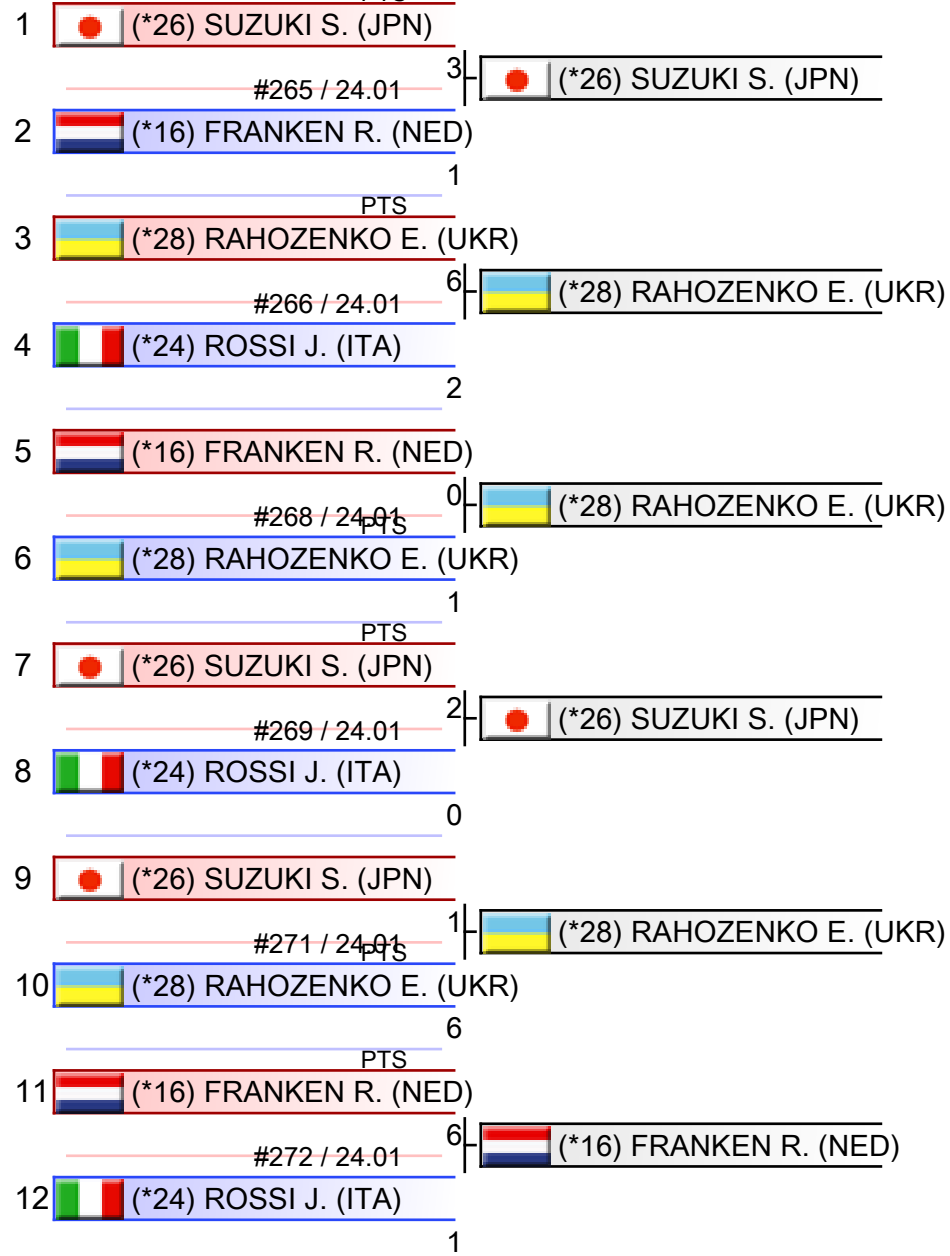 PTS
1 (*26) SUZUKI S. (JPN)
3 (*26) SUZUKI S. (JPN)
#265 / 24.01
2 (*16) FRANKEN R. (NED)
1
PTS
3 (*28) RAHOZENKO E. (UKR)
6 (*28) RAHOZENKO E. (UKR)
#266 / 24.01
4 (*24) ROSSI J. (ITA)
2
5 (*16) FRANKEN R. (NED)
0 (*28) RAHOZENKO E. (UKR)
#268 / 24.01
PTS
6 (*28) RAHOZENKO E. (UKR)
1
PTS
7 (*26) SUZUKI S. (JPN)
2 (*26) SUZUKI S. (JPN)
#269 / 24.01
8 (*24) ROSSI J. (ITA)
0
9 (*26) SUZUKI S. (JPN)
1 (*28) RAHOZENKO E. (UKR)
#271 / 24.01
PTS
10 (*28) RAHOZENKO E. (UKR)
6
PTS
11 (*16) FRANKEN R. (NED)
6 (*16) FRANKEN R. (NED)
#272 / 24.01
12 (*24) ROSSI J. (ITA)
1